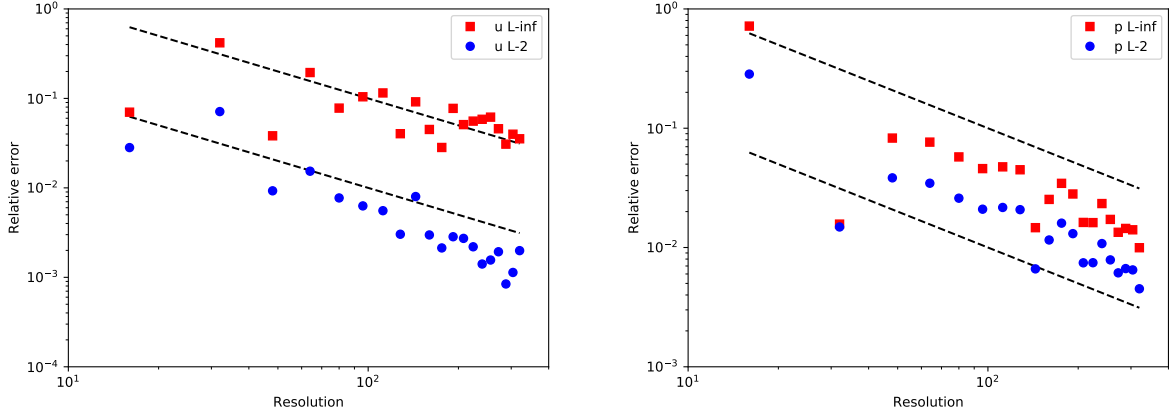 10⁰
10⁻¹
10⁻²
10⁻³
10⁻⁴
10¹
10²
Relative error
Resolution
u L-inf
u L-2
10⁰
10⁻¹
10⁻²
10⁻³
10¹
10²
Relative error
Resolution
p L-inf
p L-2